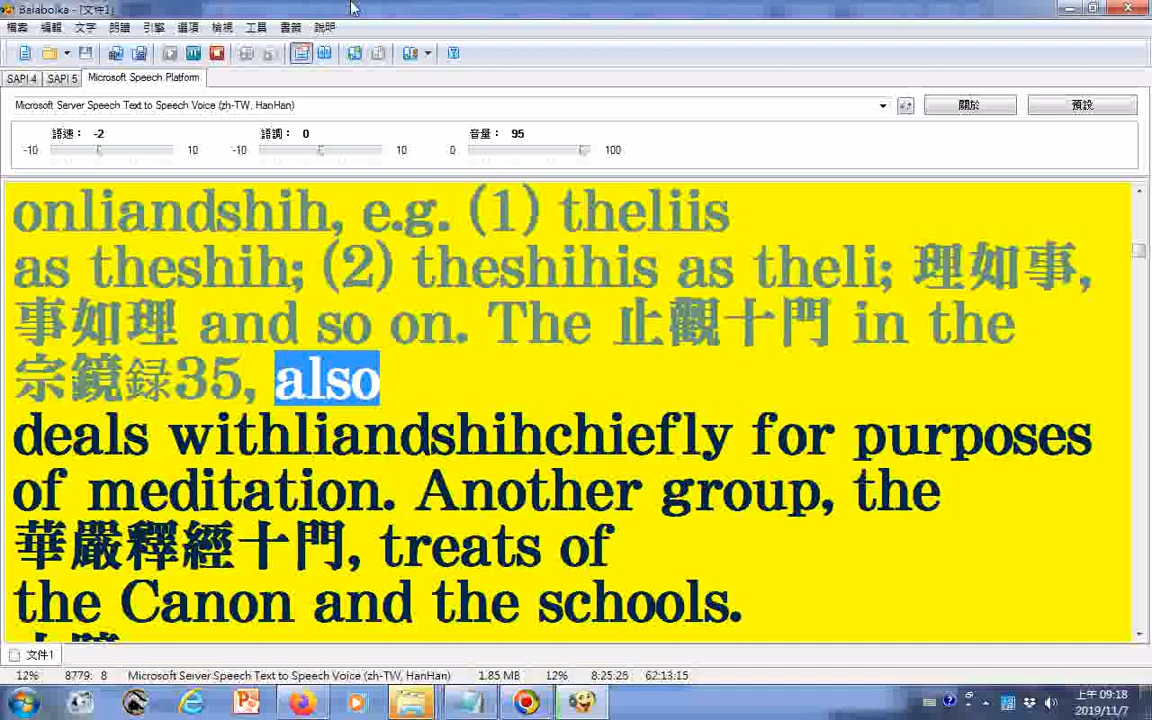 Balabolka - [文件1]
檔案 編輯 文字 朗讀 引擎 選項 檢視 工具 書籤 說明
SAPI 4 SAPI 5 Microsoft Speech Platform
Microsoft Server Speech Text to Speech Voice (zh-TW, HanHan) 關於 預設
語速： -2 語調： 0 音量： 95
-10 10 -10 10 0 100
onliandshih, e.g. (1) theliis
as theshih; (2) theshihis as theli; 理如事,
事如理 and so on. The 止觀十門 in the
宗鏡録35, also
deals withliandshihchiefly for purposes
of meditation. Another group, the
華嚴釋經十門, treats of
the Canon and the schools.
文件1
12% 8779: 8 Microsoft Server Speech Text to Speech Voice (zh-TW, HanHan) 1.85 MB 12% 8:25:25 62:13:15
上午 09:18
2019/11/7